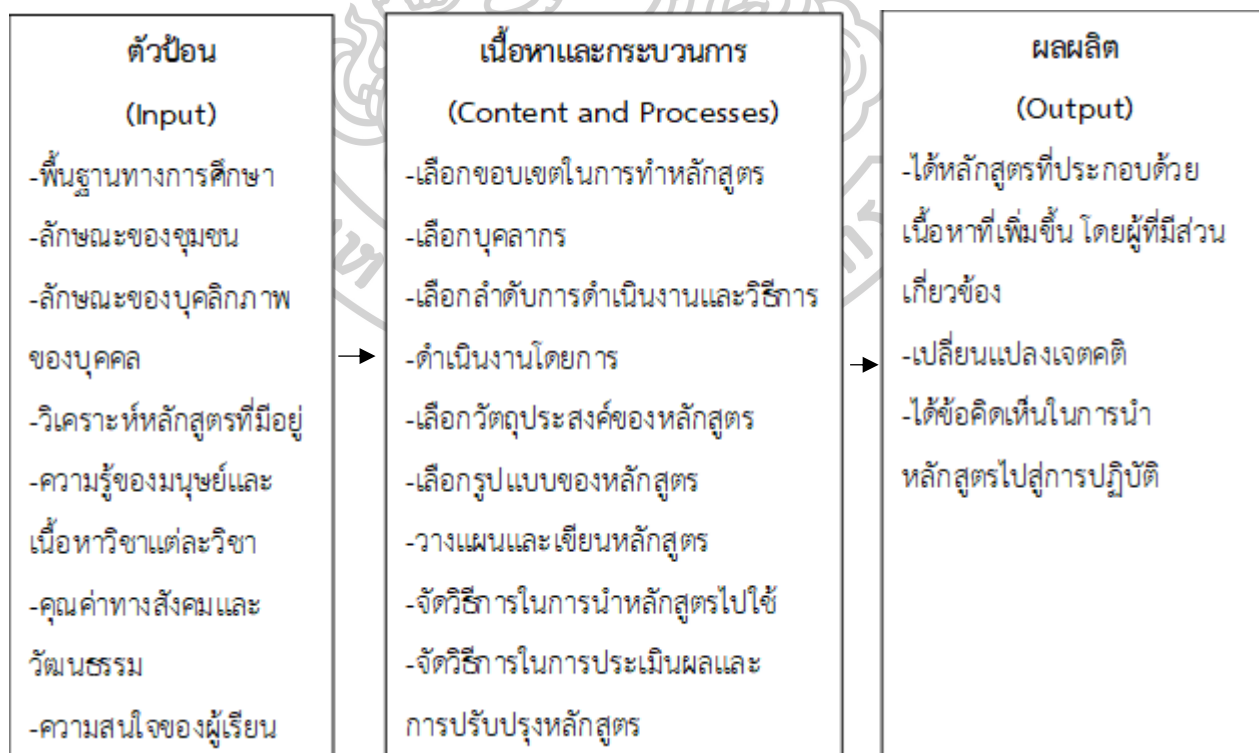 ตัวป้อน
(Input)
-พื้นฐานทางการศึกษา
-ลักษณะของชุมชน
-ลักษณะของบุคลิกภาพ
ของบุคคล
-วิเคราะห์หลักสูตรที่มีอยู่
-ความรู้ของมนุษย์และ
เนื้อหาวิชาแต่ละวิชา
-คุณค่าทางสังคมและ
วัฒนธรรม
-ความสนใจของผู้เรียน
เนื้อหาและกระบวนการ
(Content and Processes)
-เลือกขอบเขตในการทำหลักสูตร
-เลือกบุคลากร
-เลือกลำดับการดำเนินงานและวิธีการ
-ดำเนินงานโดยการ
-เลือกวัตถุประสงค์ของหลักสูตร
-เลือกรูปแบบของหลักสูตร
-วางแผนและเขียนหลักสูตร
-จัดวิธีการในการนำหลักสูตรไปใช้
-จัดวิธีการในการประเมินผลและ
การปรับปรุงหลักสูตร
ผลผลิต
(Output)
-ได้หลักสูตรที่ประกอบด้วย
เนื้อหาที่เพิ่มขึ้น โดยผู้ที่มีส่วน
เกี่ยวข้อง
-เปลี่ยนแปลงเจตคติ
-ได้ข้อคิดเห็นในการนำ
หลักสูตรไปสู่การปฏิบัติ